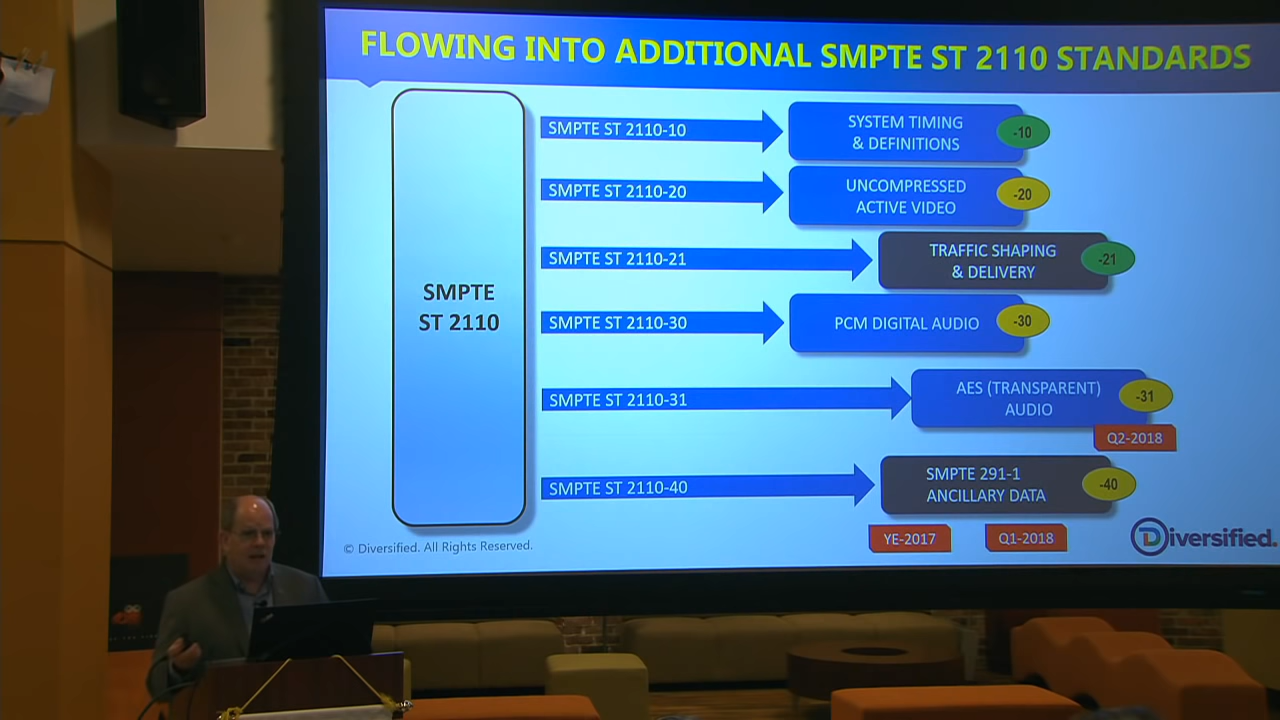 FLOWING INTO ADDITIONAL SMPTE ST 2110 STANDARDS
SMPTE
ST 2110
SMPTE ST 2110-10
SYSTEM TIMING
& DEFINITIONS
-10
SMPTE ST 2110-20
UNCOMPRESSED
ACTIVE VIDEO
-20
SMPTE ST 2110-21
TRAFFIC SHAPING
& DELIVERY
-21
SMPTE ST 2110-30
PCM DIGITAL AUDIO
-30
SMPTE ST 2110-31
AES (TRANSPARENT)
AUDIO
-31
Q2-2018
SMPTE ST 2110-40
SMPTE 291-1
ANCILLARY DATA
-40
YE-2017
Q1-2018
© Diversified. All Rights Reserved.
Diversified.